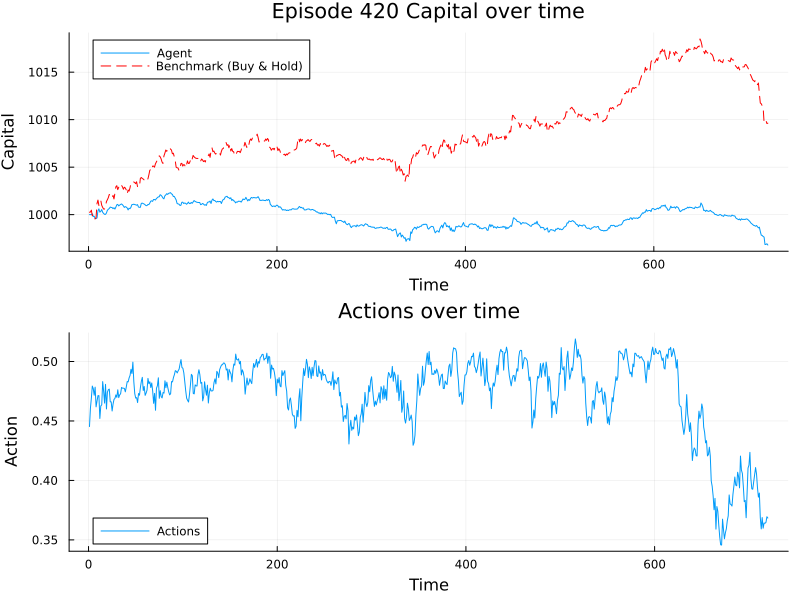 Episode 420 Capital over time
Agent
Benchmark (Buy & Hold)
Capital
1015
1010
1005
1000
0 200 400 600
Time
Actions over time
Action
0.50
0.45
0.40
0.35
Actions
0 200 400 600
Time